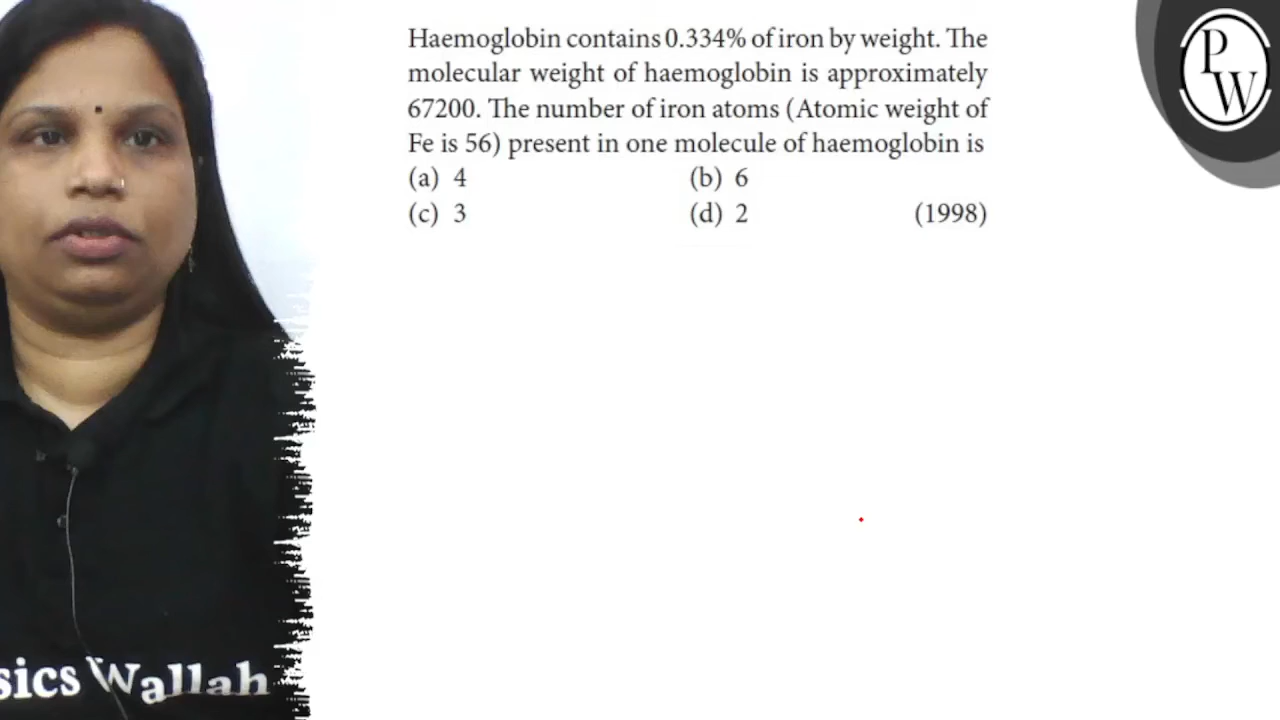 Haemoglobin contains 0.334% of iron by weight. The
molecular weight of haemoglobin is approximately
67200. The number of iron atoms (Atomic weight of
Fe is 56) present in one molecule of haemoglobin is
(a) 4 (b) 6
(c) 3 (d) 2 (1998)
PW
sics Wallah